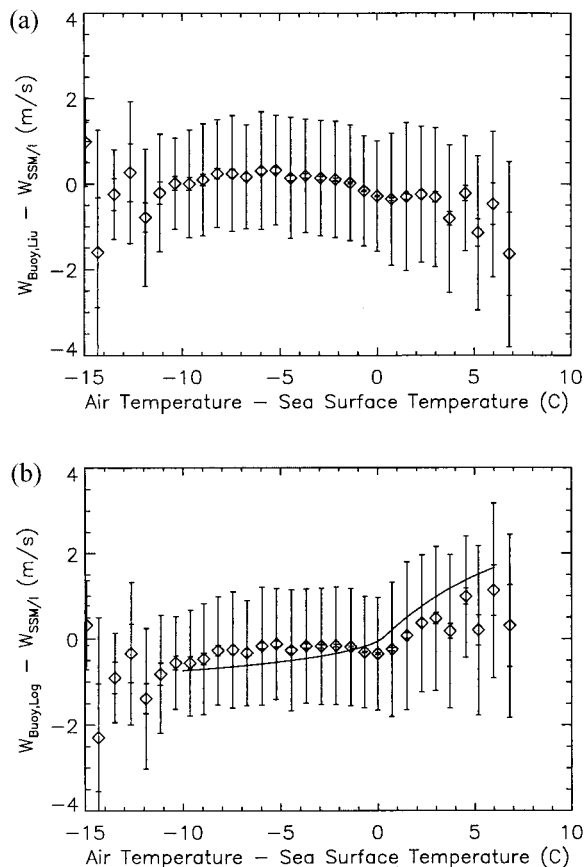 (a)
4
2
0
-2
-4
W_Buoy,Liu – W_SSM/I (m/s)
-15 -10 -5 0 5 10
Air Temperature – Sea Surface Temperature (C)
(b)
4
2
0
-2
-4
W_Buoy,Log – W_SSM/I (m/s)
-15 -10 -5 0 5 10
Air Temperature – Sea Surface Temperature (C)